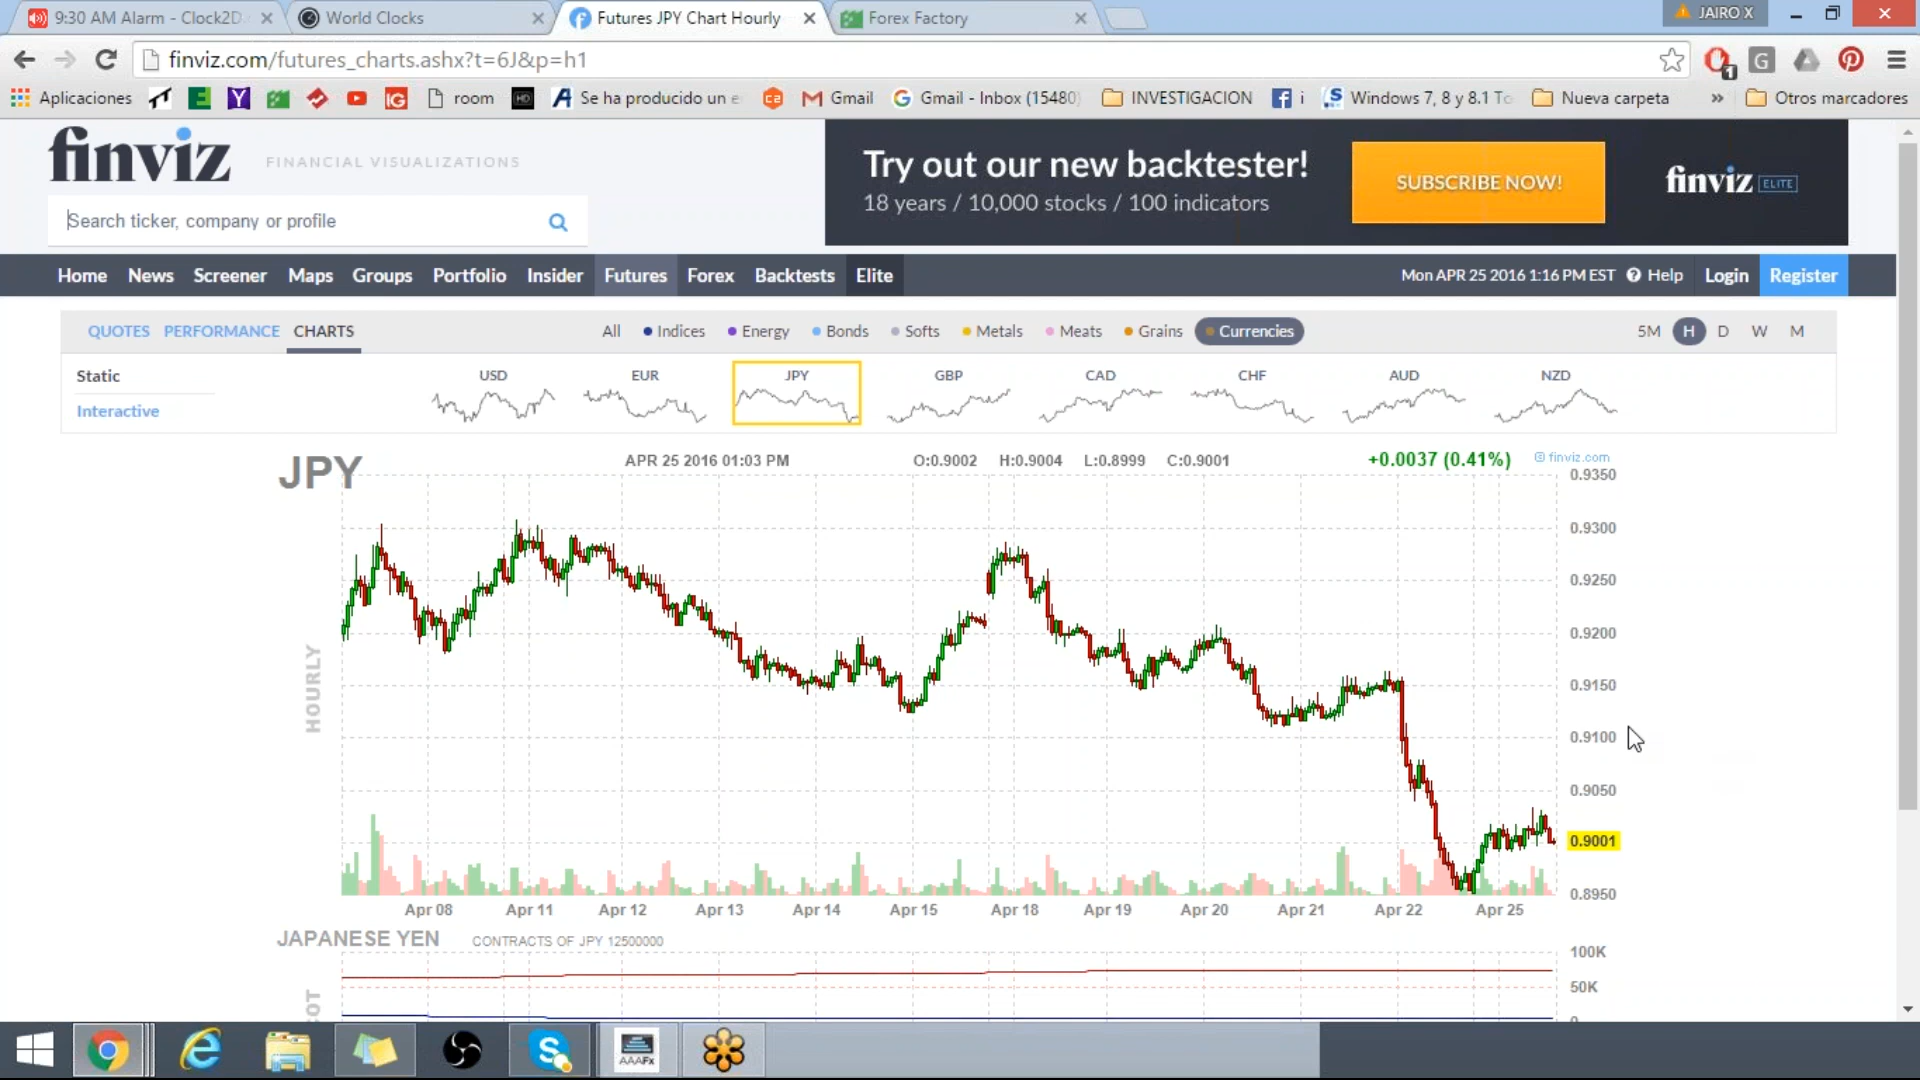 9:30 AM Alarm - Clock2D
World Clocks
Futures JPY Chart Hourly
Forex Factory
JAIRO X
finviz.com/futures_charts.ashx?t=6J&p=h1
1
G
Aplicaciones
E
Y
IG
room
HD
Se ha producido un e
Gmail
Gmail - Inbox (15480)
INVESTIGACION
i
Windows 7, 8 y 8.1 To
Nueva carpeta
»
Otros marcadores
finviz
FINANCIAL VISUALIZATIONS
Search ticker, company or profile
Try out our new backtester!
18 years / 10,000 stocks / 100 indicators
SUBSCRIBE NOW!
finviz ELITE
Home News Screener Maps Groups Portfolio Insider Futures Forex Backtests Elite
Mon APR 25 2016 1:16 PM EST
Help
Login
Register
QUOTES PERFORMANCE CHARTS
All Indices Energy Bonds Softs Metals Meats Grains Currencies
5M H D W M
Static
Interactive
USD EUR JPY GBP CAD CHF AUD NZD
JPY
APR 25 2016 01:03 PM
O:0.9002 H:0.9004 L:0.8999 C:0.9001
+0.0037 (0.41%)
© finviz.com
0.9350
0.9300
0.9250
0.9200
0.9150
0.9100
0.9050
0.9001
0.8950
HOURLY
Apr 08 Apr 11 Apr 12 Apr 13 Apr 14 Apr 15 Apr 18 Apr 19 Apr 20 Apr 21 Apr 22 Apr 25
JAPANESE YEN
CONTRACTS OF JPY 12500000
100K
50K
0
COT
AAAFx